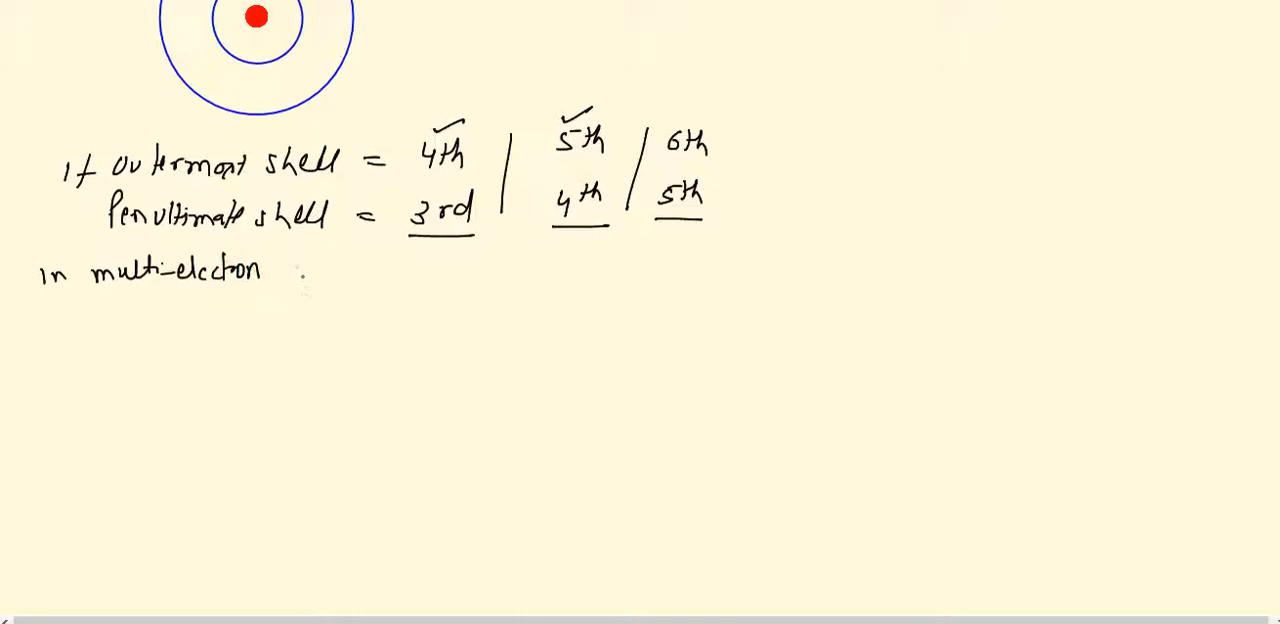 If outermost shell = 4th / 5th / 6th
Penultimate shell = 3rd 4th 5th
in multi-electron